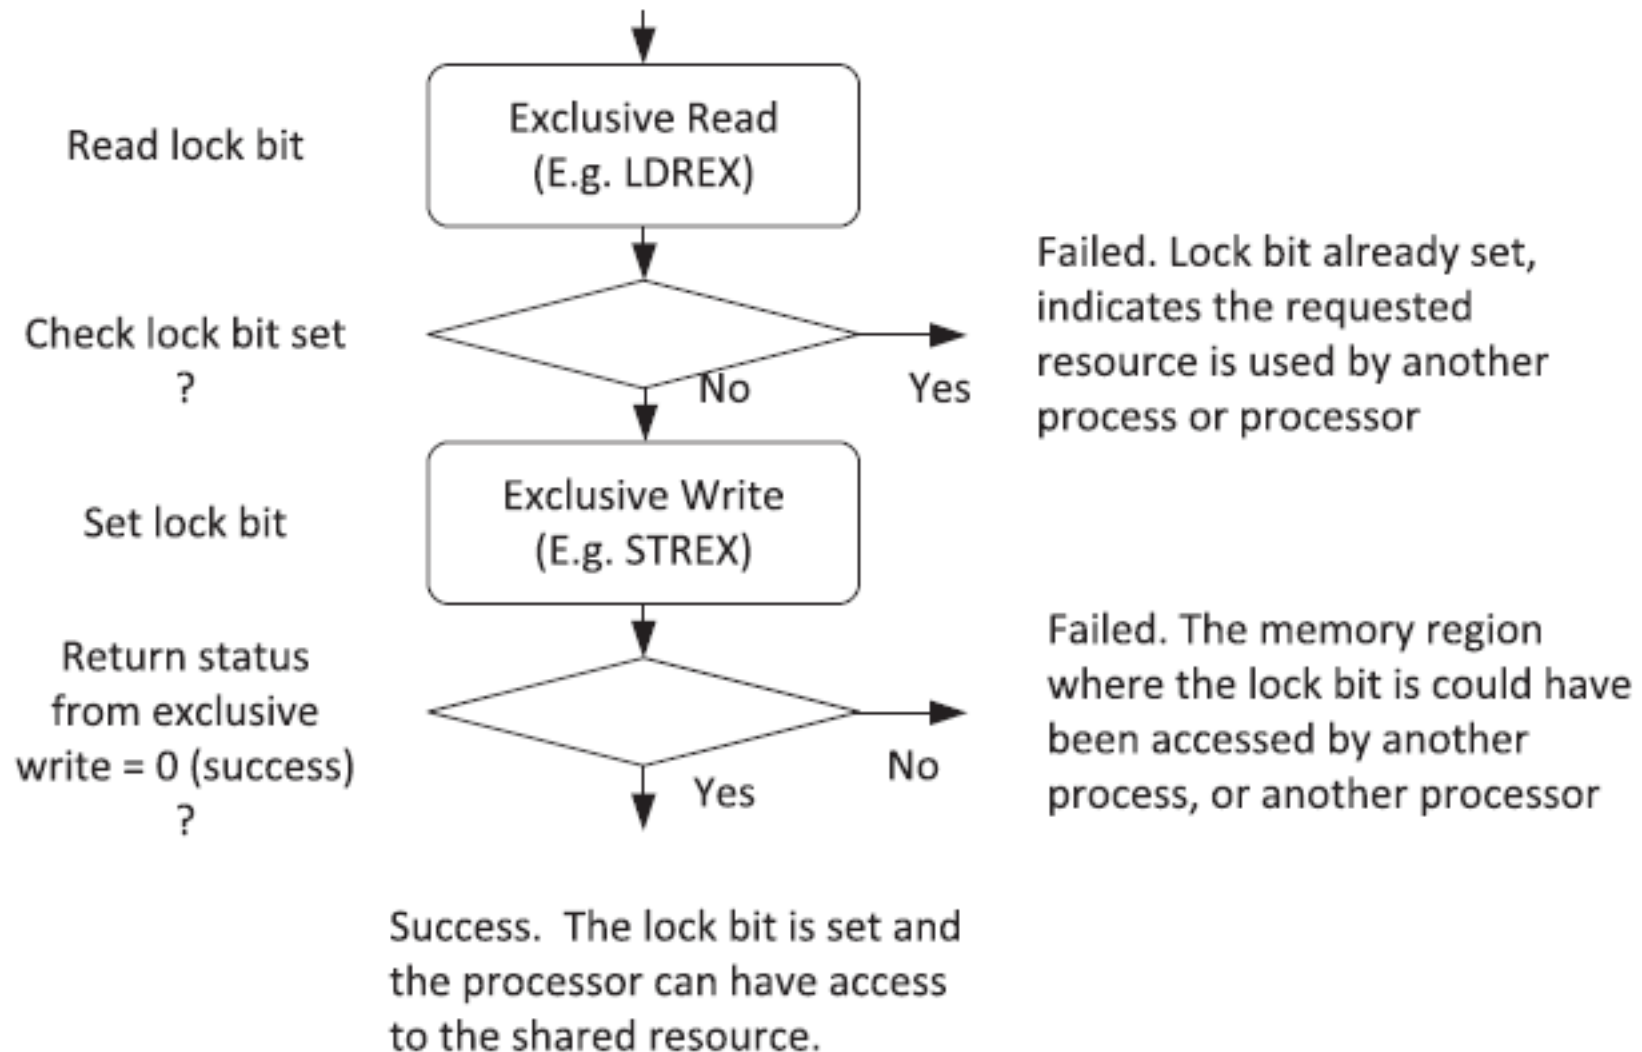 Read lock bit
Exclusive Read
(E.g. LDREX)
Check lock bit set
?
No
Yes
Failed. Lock bit already set,
indicates the requested
resource is used by another
process or processor
Set lock bit
Exclusive Write
(E.g. STREX)
Return status
from exclusive
write = 0 (success)
?
Yes
No
Failed. The memory region
where the lock bit is could have
been accessed by another
process, or another processor
Success.  The lock bit is set and
the processor can have access
to the shared resource.